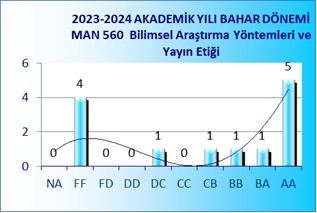 2023-2024 AKADEMİK YILI BAHAR DÖNEMİ
MAN 560 Bilimsel Araştırma Yöntemleri ve
Yayın Etiği
6
4
2
0
0 4 0 0 1 0 1 1 1 5
NA FF FD DD DC CC CB BB BA AA